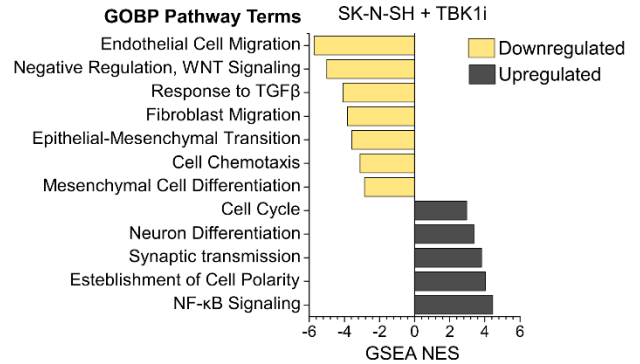 GOBP Pathway Terms
SK-N-SH + TBK1i
Endothelial Cell Migration
Negative Regulation, WNT Signaling
Response to TGFβ
Fibroblast Migration
Epithelial-Mesenchymal Transition
Cell Chemotaxis
Mesenchymal Cell Differentiation
Cell Cycle
Neuron Differentiation
Synaptic transmission
Esteblishment of Cell Polarity
NF-κB Signaling
Downregulated
Upregulated
-6 -4 -2 0 2 4 6
GSEA NES